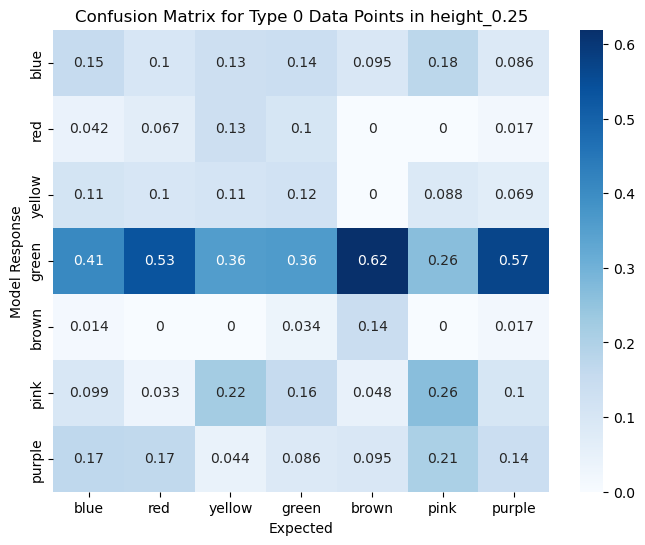 Confusion Matrix for Type 0 Data Points in height_0.25
blue 0.15 0.1 0.13 0.14 0.095 0.18 0.086
red 0.042 0.067 0.13 0.1 0 0 0.017
yellow 0.11 0.1 0.11 0.12 0 0.088 0.069
green 0.41 0.53 0.36 0.36 0.62 0.26 0.57
brown 0.014 0 0 0.034 0.14 0 0.017
pink 0.099 0.033 0.22 0.16 0.048 0.26 0.1
purple 0.17 0.17 0.044 0.086 0.095 0.21 0.14
blue red yellow green brown pink purple
Expected
Model Response
0.6
0.5
0.4
0.3
0.2
0.1
0.0